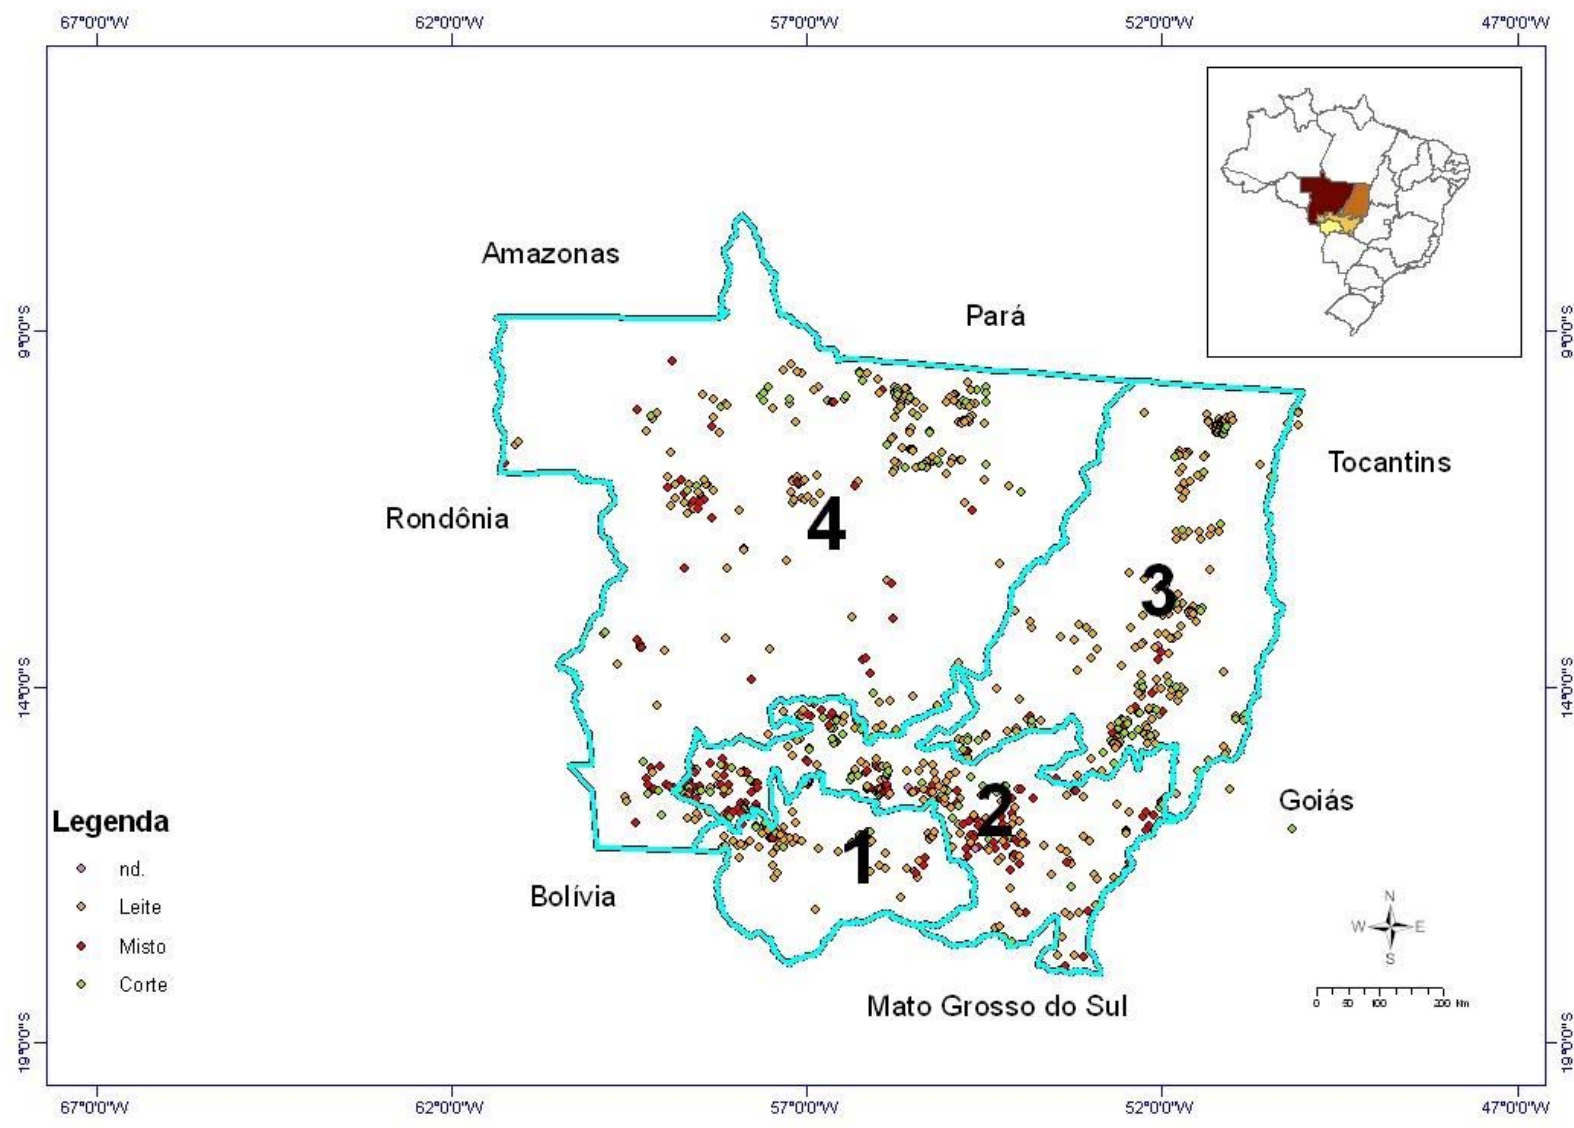 67°0'0"W 62°0'0"W 57°0'0"W 52°0'0"W 47°0'0"W
Amazonas
Pará
9°0'0"S 9°0'0"S
Tocantins
Rondônia
4
3
14°0'0"S 14°0'0"S
2
Goiás
Legenda
1
nd.
Leite
Misto
Corte
Bolívia
N
W E
S
Mato Grosso do Sul
0 50 100 200 Km
19°0'0"S 19°0'0"S
67°0'0"W 62°0'0"W 57°0'0"W 52°0'0"W 47°0'0"W